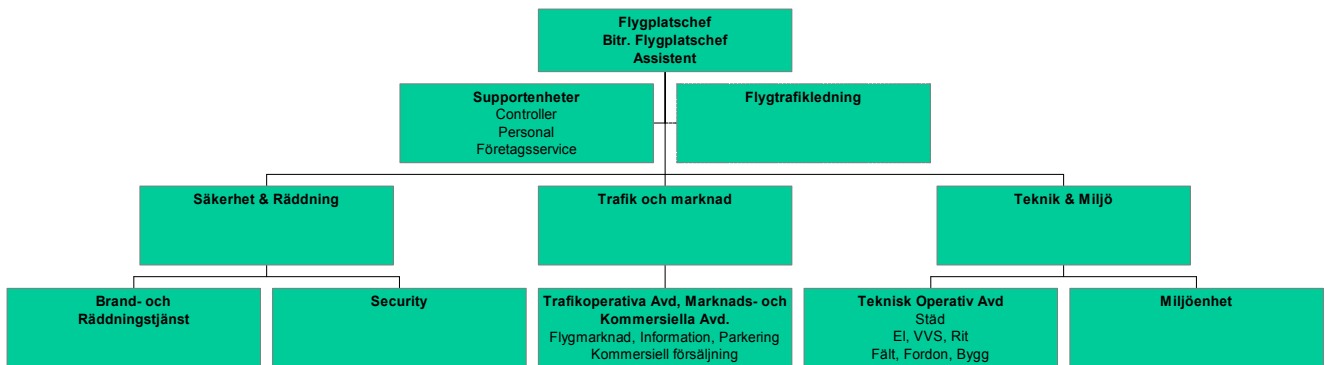 Flygplatschef
Bitr. Flygplatschef
Assistent
Supportenheter
Controller
Personal
Företagsservice
Flygtrafikledning
Säkerhet & Räddning
Trafik och marknad
Teknik & Miljö
Brand- och
Räddningstjänst
Security
Trafikoperativa Avd, Marknads- och
Kommersiella Avd.
Flygmarknad, Information, Parkering
Kommersiell försäljning
Teknisk Operativ Avd
Städ
El, VVS, Rit
Fält, Fordon, Bygg
Miljöenhet